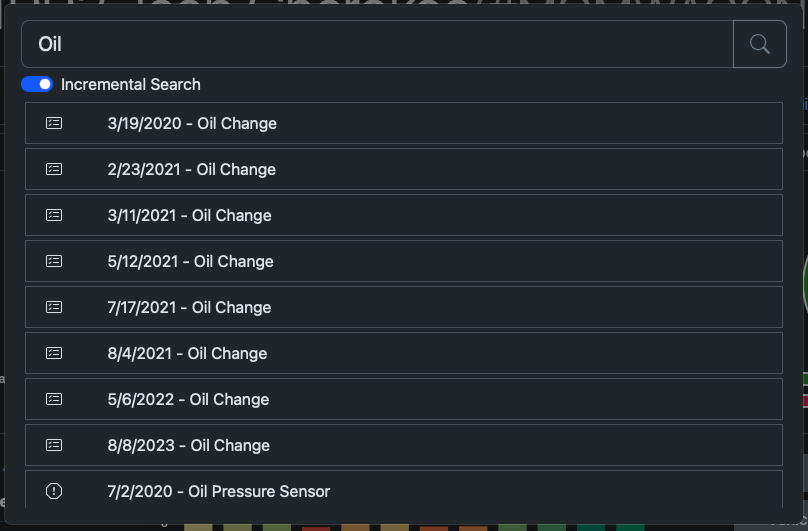 Oil
Incremental Search
3/19/2020 - Oil Change
2/23/2021 - Oil Change
3/11/2021 - Oil Change
5/12/2021 - Oil Change
7/17/2021 - Oil Change
8/4/2021 - Oil Change
5/6/2022 - Oil Change
8/8/2023 - Oil Change
7/2/2020 - Oil Pressure Sensor